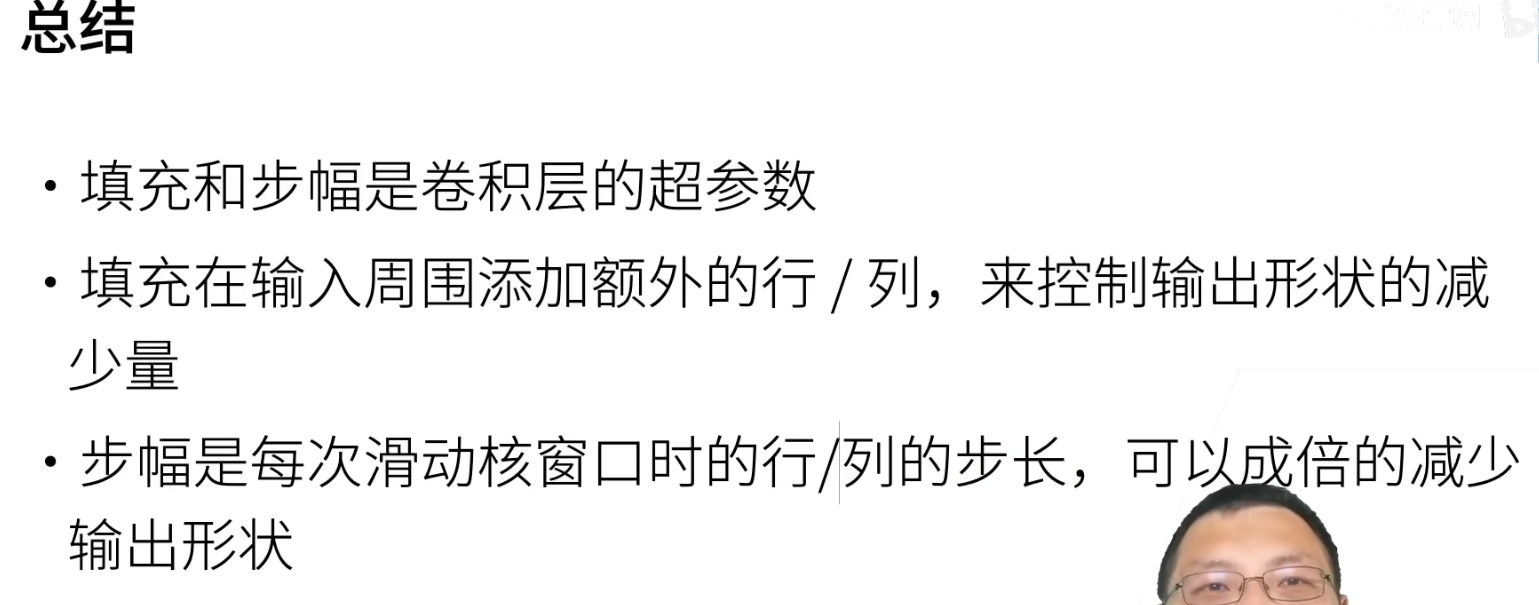 总结
• 填充和步幅是卷积层的超参数
• 填充在输入周围添加额外的行 / 列，来控制输出形状的减
少量
• 步幅是每次滑动核窗口时的行/列的步长，可以成倍的减少
输出形状